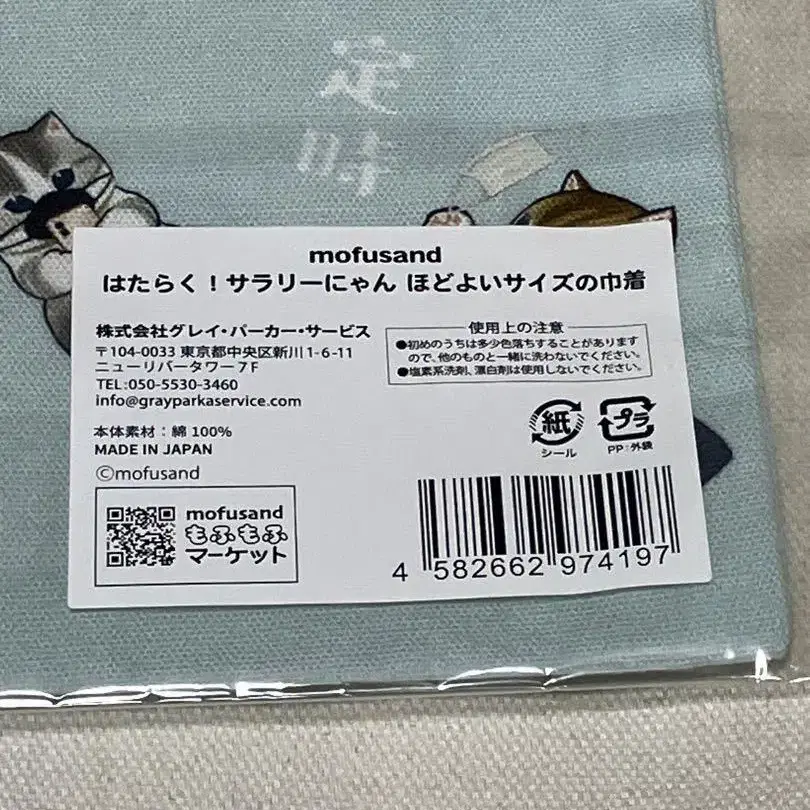 定
時
mofusand
はたらく！サラリーにゃん ほどよいサイズの巾着
株式会社グレイ・パーカー・サービス
〒104-0033 東京都中央区新川1-6-11
ニューリバータワー7F
TEL:050-5530-3460
info@grayparkaservice.com
使用上の注意
●初めのうちは多少色落ちすることがあります
ので、他のものと一緒に洗わないでください。
●塩素系洗剤、漂白剤は使用しないでください。
本体素材：綿100%
MADE IN JAPAN
©mofusand
紙
シール
プラ
PP:外袋
mofusand
もふもふ
マーケット
4 582662 974197